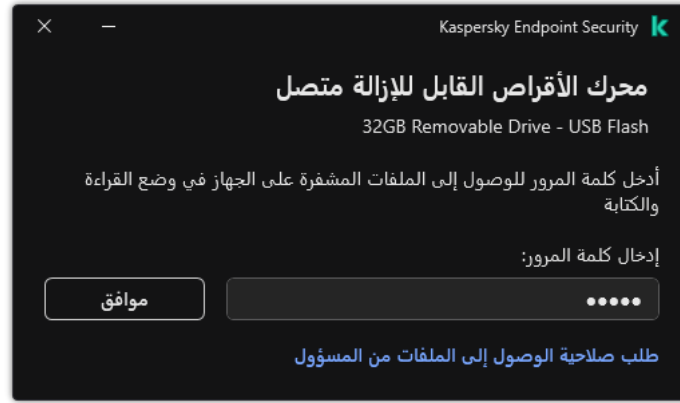 Kaspersky Endpoint Security
محرك الأقراص القابل للإزالة متصل
32GB Removable Drive - USB Flash
أدخل كلمة المرور للوصول إلى الملفات المشفرة على الجهاز في وضع القراءة
والكتابة
إدخال كلمة المرور:
•••••
موافق
طلب صلاحية الوصول إلى الملفات من المسؤول